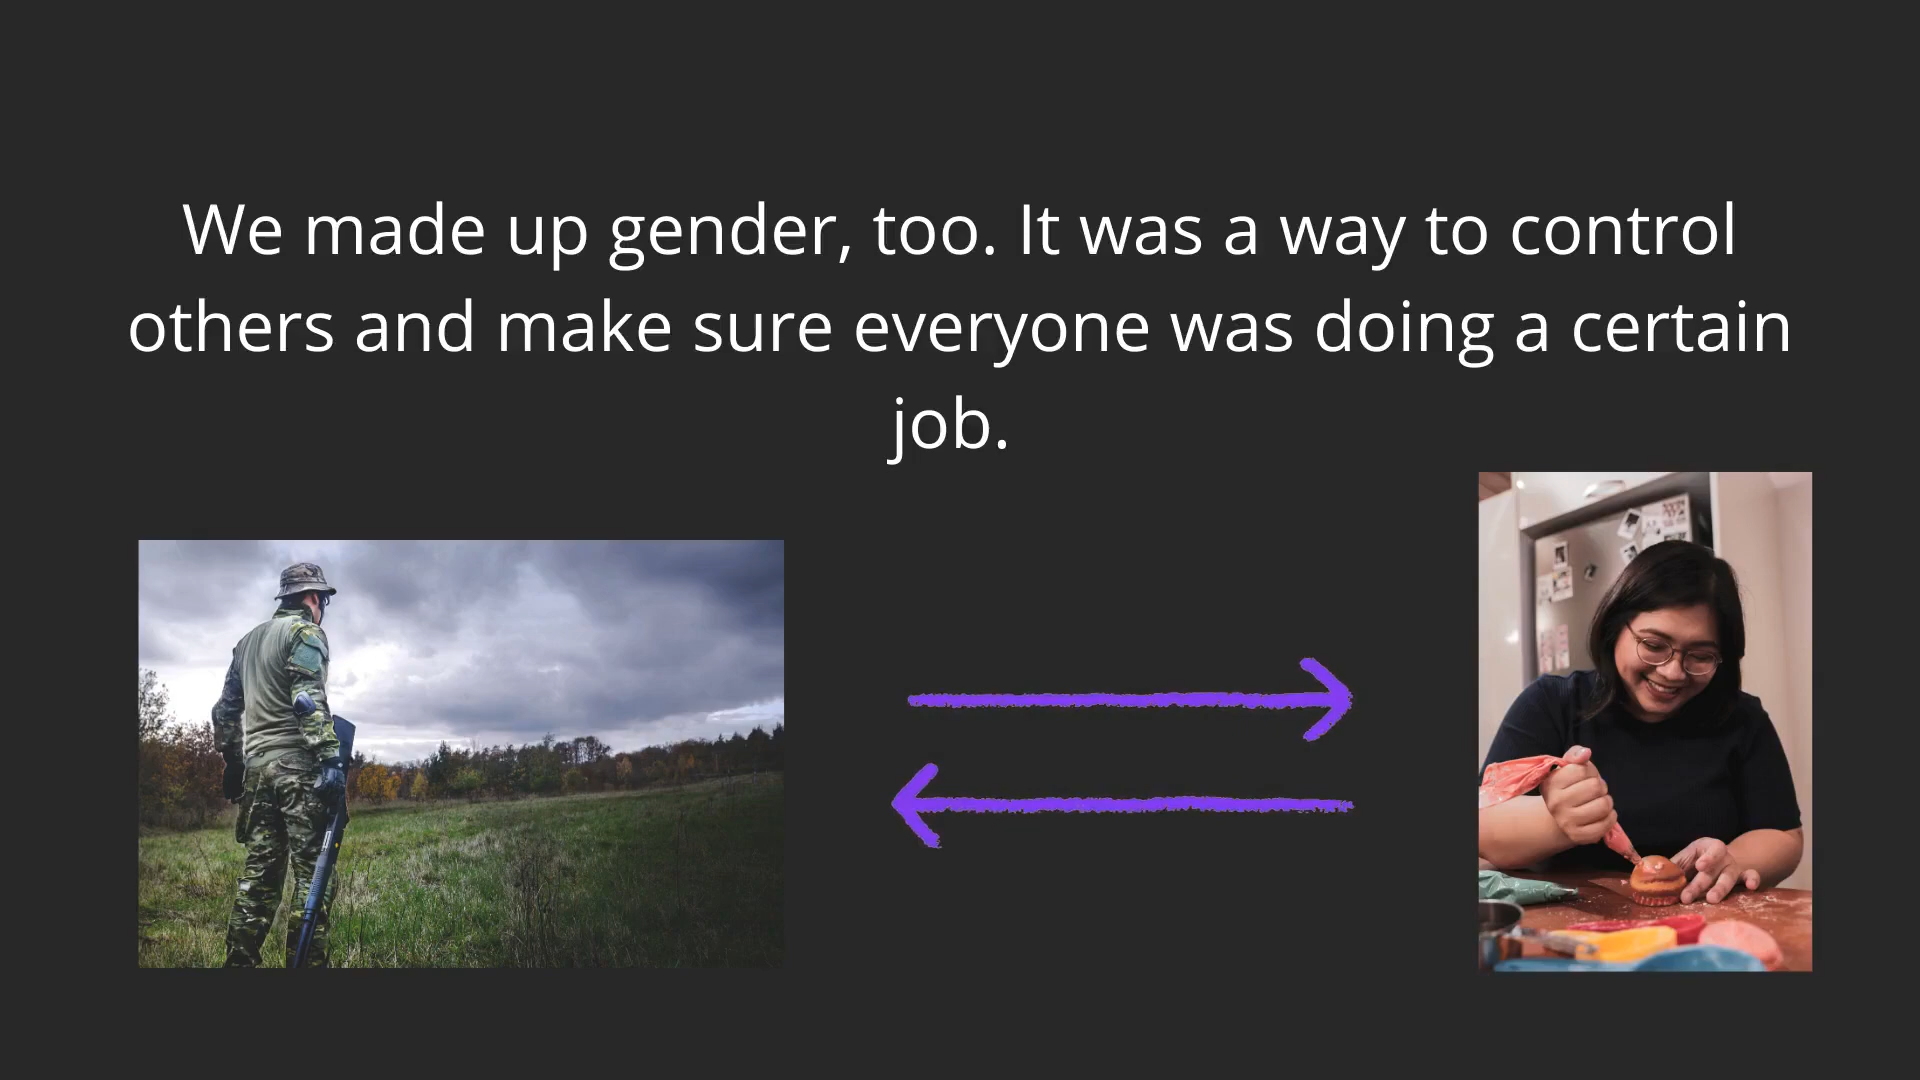 We made up gender, too. It was a way to control
others and make sure everyone was doing a certain
job.